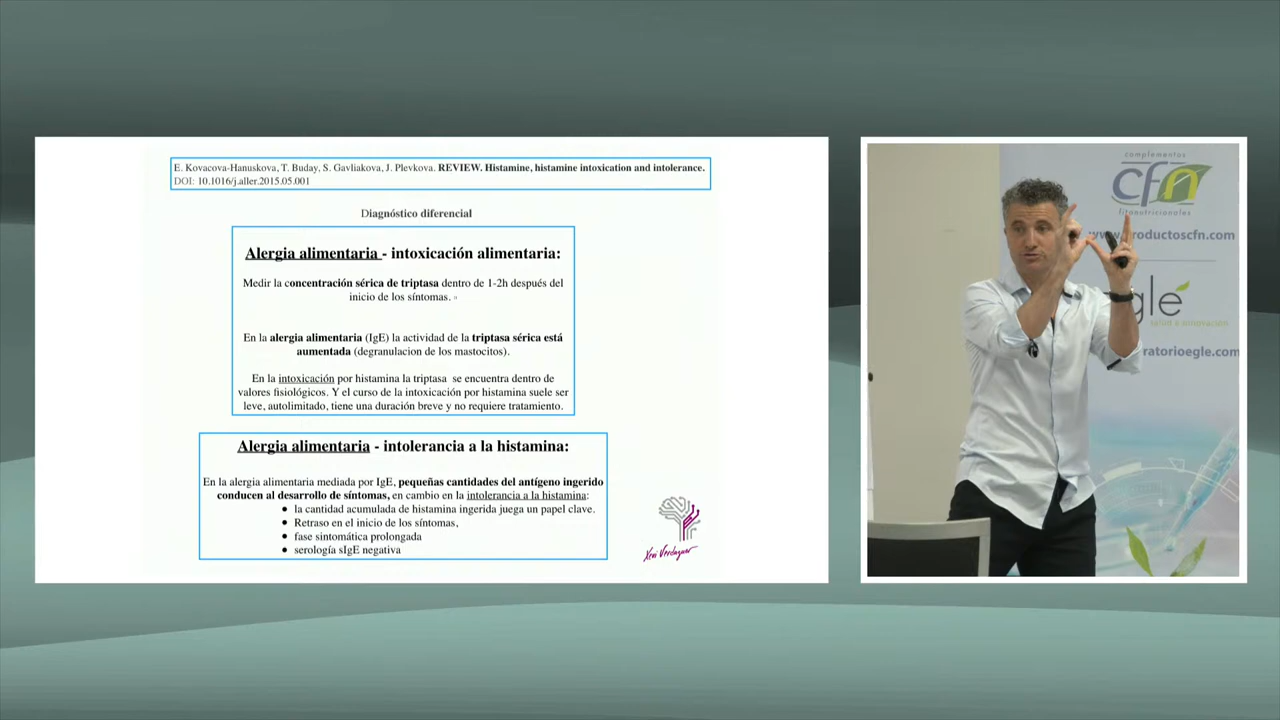 E. Kovacova-Hanuskova, T. Buday, S. Gavliakova, J. Plevkova. REVIEW. Histamine, histamine intoxication and intolerance.
DOI: 10.1016/j.aller.2015.05.001
Diagnóstico diferencial
Alergia alimentaria - intoxicación alimentaria:
Medir la concentración sérica de triptasa dentro de 1-2h después del
inicio de los síntomas.
En la alergia alimentaria (IgE) la actividad de la triptasa sérica está
aumentada (degranulacion de los mastocitos).
En la intoxicación por histamina la triptasa se encuentra dentro de
valores fisiológicos. Y el curso de la intoxicación por histamina suele ser
leve, autolimitado, tiene una duración breve y no requiere tratamiento.
Alergia alimentaria - intolerancia a la histamina:
En la alergia alimentaria mediada por IgE, pequeñas cantidades del antígeno ingerido
conducen al desarrollo de síntomas, en cambio en la intolerancia a la histamina:
• la cantidad acumulada de histamina ingerida juega un papel clave.
• Retraso en el inicio de los síntomas,
• fase sintomática prolongada
• serología sIgE negativa
Xevi Verdaguer
complementos
cfn
fitonutricionales
www.productoscfn.com
gle
salud e innovación
ratorioegle.com